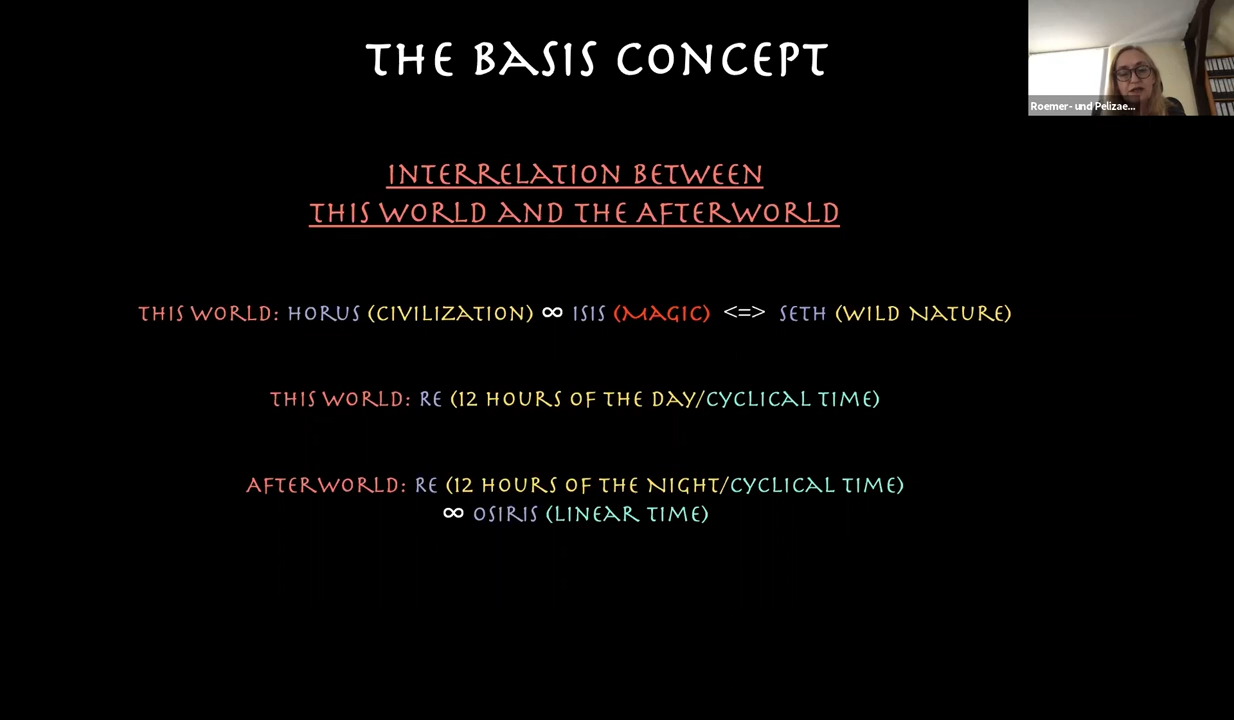 THE BASIS CONCEPT
Roemer- und Pelizae...
INTERRELATION BETWEEN
THIS WORLD AND THE AFTERWORLD
THIS WORLD: HORUS (CIVILIZATION) ∞ ISIS (MAGIC) <=> SETH (WILD NATURE)
THIS WORLD: RE (12 HOURS OF THE DAY/CYCLICAL TIME)
AFTERWORLD: RE (12 HOURS OF THE NIGHT/CYCLICAL TIME)
∞ OSIRIS (LINEAR TIME)